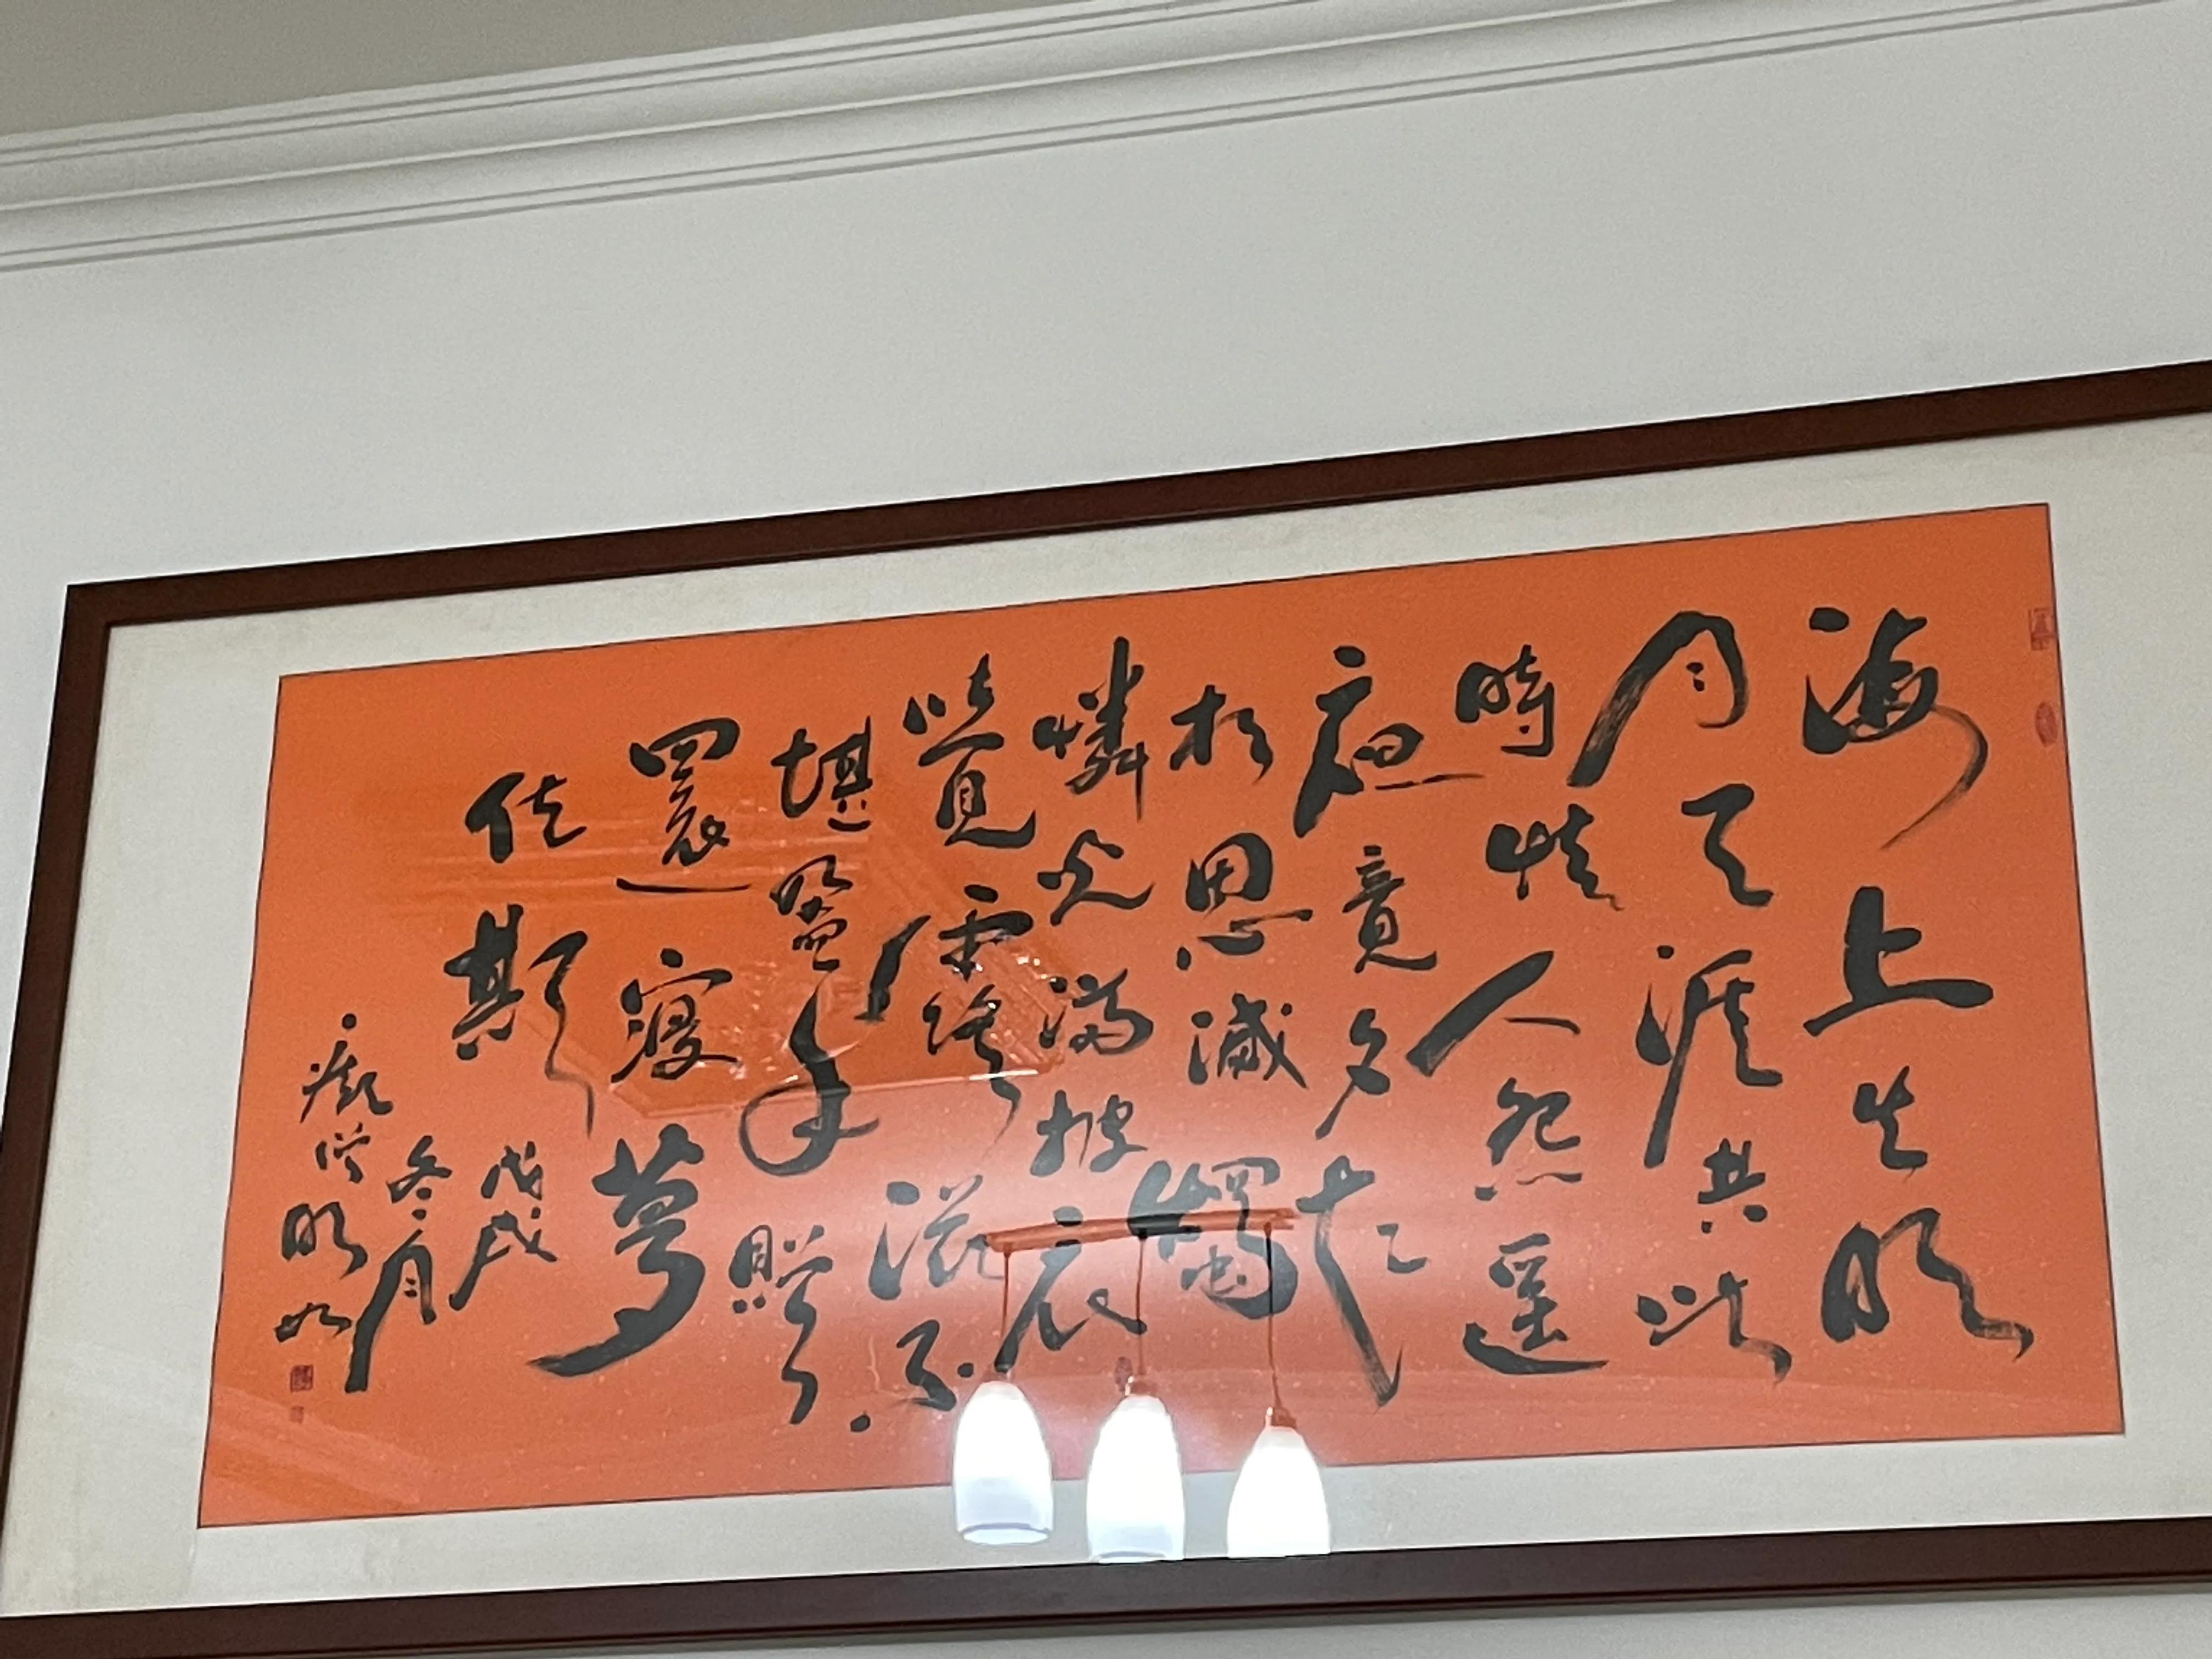 海上生明
月天涯共此
時情人怨遥
夜竟夕起
相思滅燭
憐光滿披衣
覺露滋不
堪盈手贈
還寢夢
佳期
戊戌
冬月